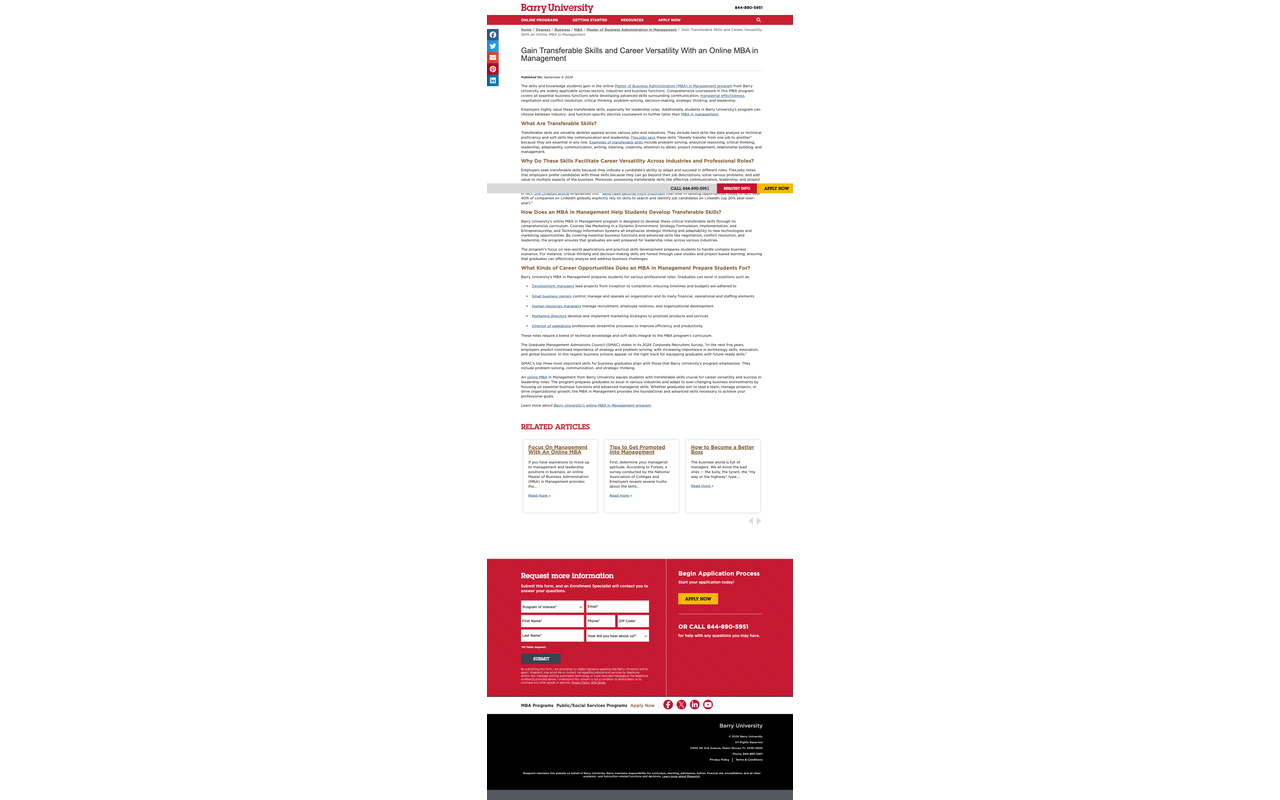 Barry University
844-890-5951
ONLINE PROGRAMS GETTING STARTED RESOURCES APPLY NOW
Home / Degrees / Business / MBA / Master of Business Administration in Management / Gain Transferable Skills and Career Versatility
With an Online MBA in Management
Gain Transferable Skills and Career Versatility With an Online MBA in
Management
Published On: September 4, 2024
The skills and knowledge students gain in the online Master of Business Administration (MBA) in Management program from Barry
University are widely applicable across sectors, industries and business functions. Comprehensive coursework in this MBA program
covers all essential business functions while developing advanced skills surrounding communication, managerial effectiveness,
negotiation and conflict resolution, critical thinking, problem-solving, decision-making, strategic thinking, and leadership.
Employers highly value these transferable skills, especially for leadership roles. Additionally, students in Barry University's program can
choose between industry- and function-specific elective coursework to further tailor their MBA in management.
What Are Transferable Skills?
Transferable skills are versatile abilities applied across various jobs and industries. They include hard skills like data analysis or technical
proficiency and soft skills like communication and leadership. FlexJobs says these skills "literally transfer from one job to another"
because they are essential in any role. Examples of transferable skills include problem-solving, analytical reasoning, critical thinking,
leadership, adaptability, communication, writing, listening, creativity, attention to detail, project management, relationship building, and
management.
Why Do These Skills Facilitate Career Versatility Across Industries and Professional Roles?
Employers seek transferable skills because they indicate a candidate's ability to adapt and succeed in different roles. FlexJobs notes
that employers prefer candidates with these skills because they can go beyond their job descriptions, solve various problems, and add
value to multiple aspects of the business. Moreover, possessing transferable skills like effective communication, leadership, and project
CALL 844-890-5951 REQUEST INFO APPLY NOW
40% of companies on LinkedIn globally explicitly rely on skills to search and identify job candidates on LinkedIn (up 20% year-over-
year)."
How Does an MBA in Management Help Students Develop Transferable Skills?
Barry University's online MBA in Management program is designed to develop these critical transferable skills through its
comprehensive curriculum. Courses like Marketing in a Dynamic Environment, Strategy Formulation, Implementation, and
Entrepreneurship, and Technology Information Systems all emphasize strategic thinking and adaptability to new technologies and
marketing opportunities. By covering essential business functions and advanced skills like negotiation, conflict resolution, and
leadership, the program ensures that graduates are well prepared for leadership roles across various industries.
The program's focus on real-world applications and practical skills development prepares students to handle complex business
scenarios. For instance, critical thinking and decision-making skills are honed through case studies and project-based learning, ensuring
that graduates can effectively analyze and address business challenges.
What Kinds of Career Opportunities Does an MBA in Management Prepare Students For?
Barry University's MBA in Management prepares students for various professional roles. Graduates can excel in positions such as:
• Development managers lead projects from inception to completion, ensuring timelines and budgets are adhered to
• Small business owners control, manage and operate an organization and its many financial, operational and staffing elements
• Human resources managers manage recruitment, employee relations, and organizational development
• Marketing directors develop and implement marketing strategies to promote products and services
• Director of operations professionals streamline processes to improve efficiency and productivity
These roles require a blend of technical knowledge and soft skills integral to the MBA program's curriculum.
The Graduate Management Admissions Council (GMAC) states in its 2024 Corporate Recruiters Survey, "In the next five years,
employers predict continued importance of strategy and problem-solving, with increasing importance in technology skills, innovation,
and global business. In this regard, business schools appear on the right track for equipping graduates with future-ready skills."
GMAC's top three most important skills for business graduates align with those that Barry University's program emphasizes. They
include problem-solving, communication, and strategic thinking.
An online MBA in Management from Barry University equips students with transferable skills crucial for career versatility and success in
leadership roles. The program prepares graduates to excel in various industries and adapt to ever-changing business environments by
focusing on essential business functions and advanced managerial skills. Whether graduates aim to lead a team, manage projects, or
drive organizational growth, the MBA in Management provides the foundational and advanced skills necessary to achieve your
professional goals.
Learn more about Barry University's online MBA in Management program.
RELATED ARTICLES
Focus On Management
With An Online MBA
If you have aspirations to move up
to management and leadership
positions in business, an online
Master of Business Administration
(MBA) in Management provides
the...
Read more »
Tips to Get Promoted
into Management
First, determine your managerial
aptitude. According to Forbes, a
survey conducted by the National
Association of Colleges and
Employers reveals several truths
about the skills...
Read more »
How to Become a Better
Boss
The business world is full of
managers. We all know the bad
ones — the bully, the tyrant, the "my
way or the highway" type...
Read more »
Request more information
Submit this form, and an Enrollment Specialist will contact you to
answer your questions.
Program of Interest* Email*
First Name* Phone* ZIP Code*
Last Name* How did you hear about us?*
*All fields required.
SUBMIT
Begin Application Process
Start your application today!
APPLY NOW
OR CALL 844-890-5951
for help with any questions you may have.
MBA Programs Public/Social Services Programs Apply Now
Barry University
© 2024 Barry University
All Rights Reserved
Phone: 844-890-5951
Privacy Policy | Terms & Conditions